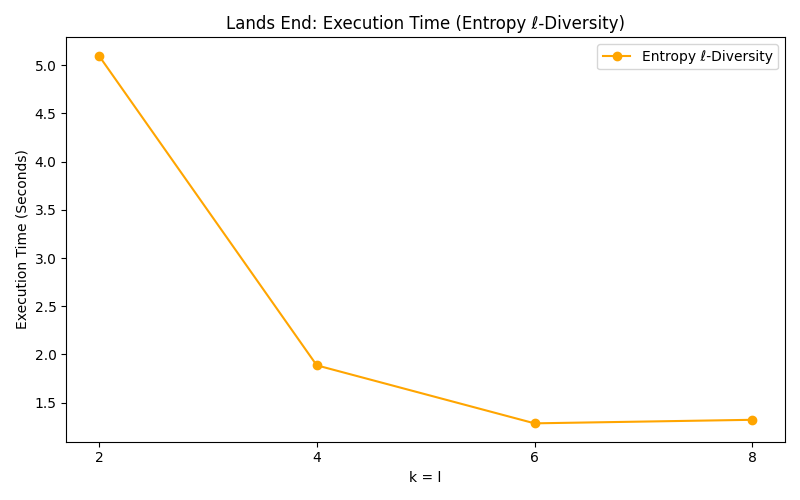 Lands End: Execution Time (Entropy ℓ-Diversity)
Entropy ℓ-Diversity
Execution Time (Seconds)
5.0
4.5
4.0
3.5
3.0
2.5
2.0
1.5
2 4 6 8
k = l